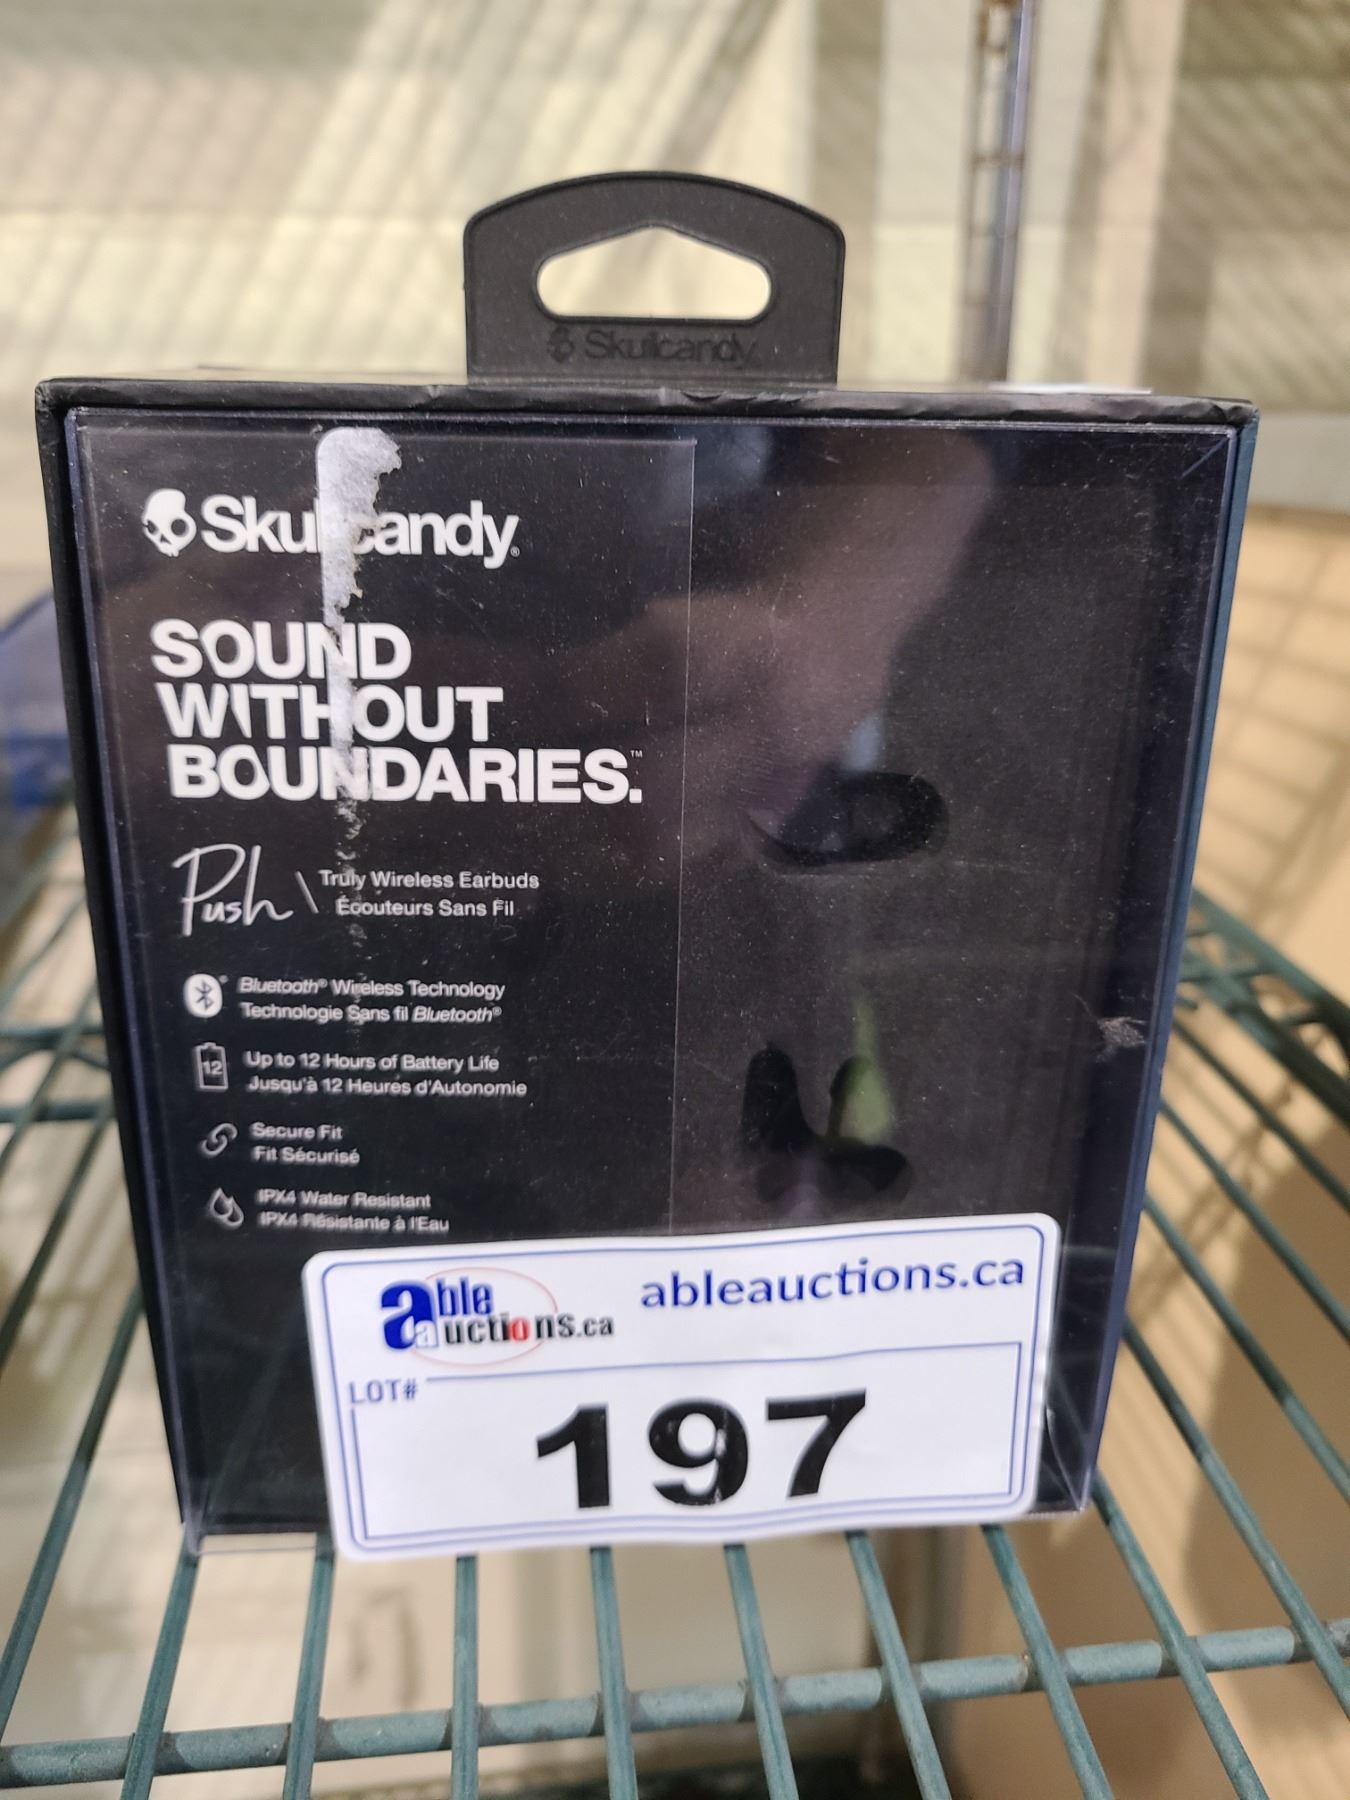 Skullcandy
Skullcandy®
SOUND
WITHOUT
BOUNDARIES.™
Push \ Truly Wireless Earbuds
Écouteurs Sans Fil
Bluetooth® Wireless Technology
Technologie Sans fil Bluetooth®
12
Up to 12 Hours of Battery Life
Jusqu'à 12 Heures d'Autonomie
Secure Fit
Fit Sécurisé
IPX4 Water Resistant
IPX4 Résistante à l'Eau
able auctions.ca
ableauctions.ca
LOT#
197